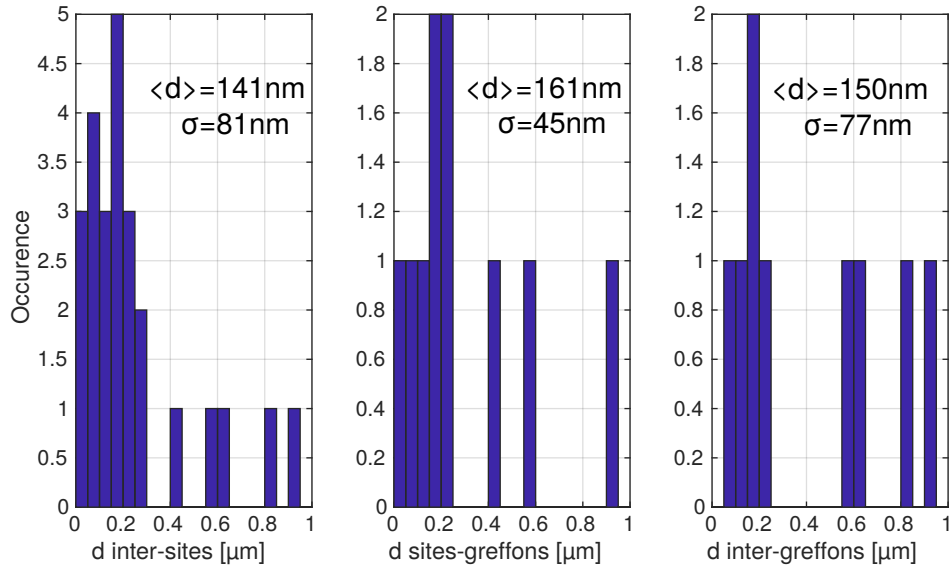 5
4.5
4
3.5
3
2.5
2
1.5
1
0.5
0
Occurence
<d>=141nm
σ=81nm
0 0.2 0.4 0.6 0.8 1
d inter-sites [µm]
2
1.8
1.6
1.4
1.2
1
0.8
0.6
0.4
0.2
0
<d>=161nm
σ=45nm
0 0.2 0.4 0.6 0.8 1
d sites-greffons [µm]
2
1.8
1.6
1.4
1.2
1
0.8
0.6
0.4
0.2
0
<d>=150nm
σ=77nm
0 0.2 0.4 0.6 0.8 1
d inter-greffons [µm]